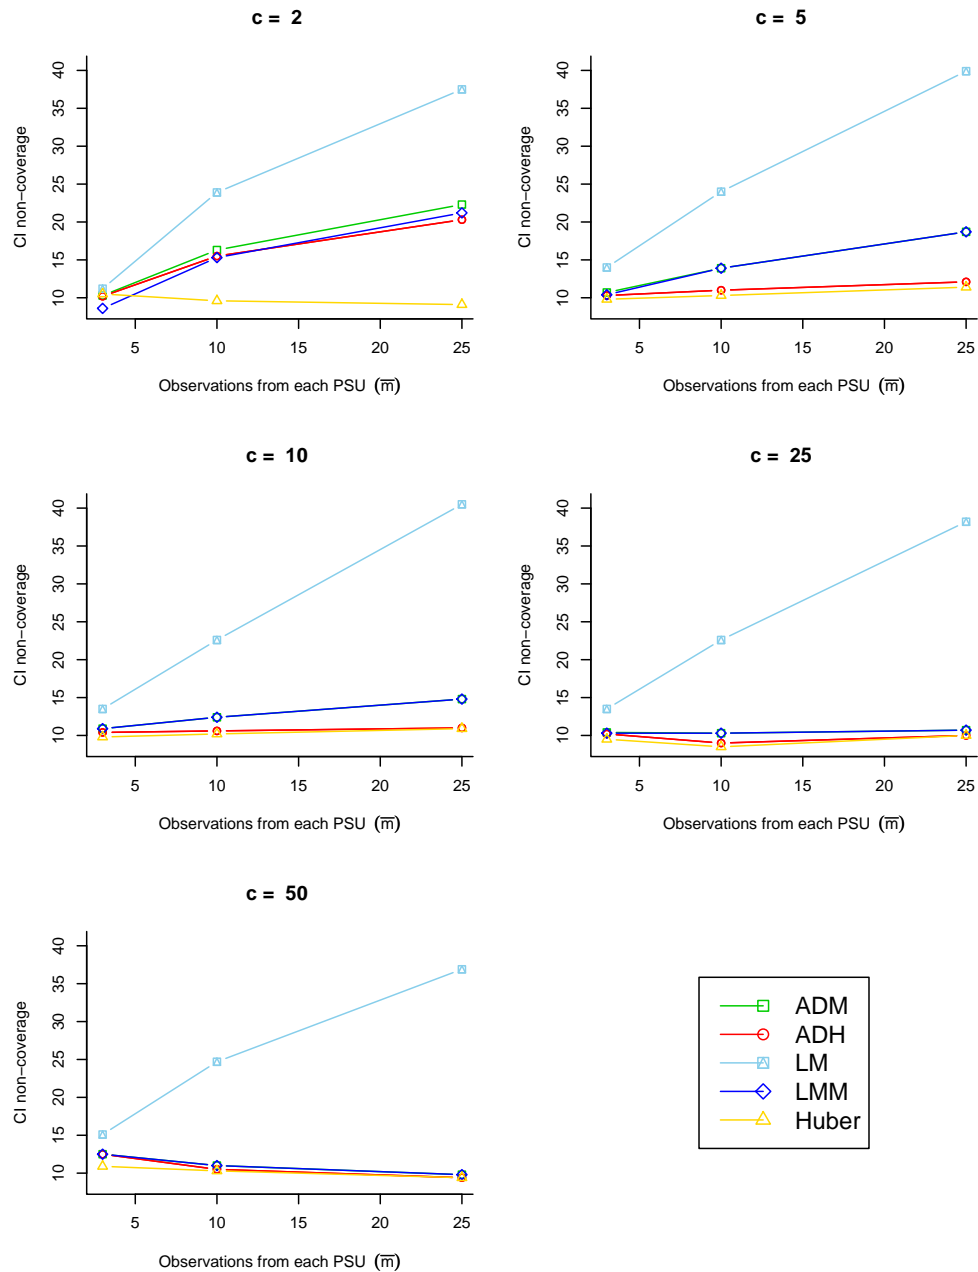 c = 2
CI non−coverage
40
35
30
25
20
15
10
5 10 15 20 25
Observations from each PSU (m̅)
c = 5
CI non−coverage
40
35
30
25
20
15
10
5 10 15 20 25
Observations from each PSU (m̅)
c = 10
CI non−coverage
40
35
30
25
20
15
10
5 10 15 20 25
Observations from each PSU (m̅)
c = 25
CI non−coverage
40
35
30
25
20
15
10
5 10 15 20 25
Observations from each PSU (m̅)
c = 50
CI non−coverage
40
35
30
25
20
15
10
5 10 15 20 25
Observations from each PSU (m̅)
ADM
ADH
LM
LMM
Huber